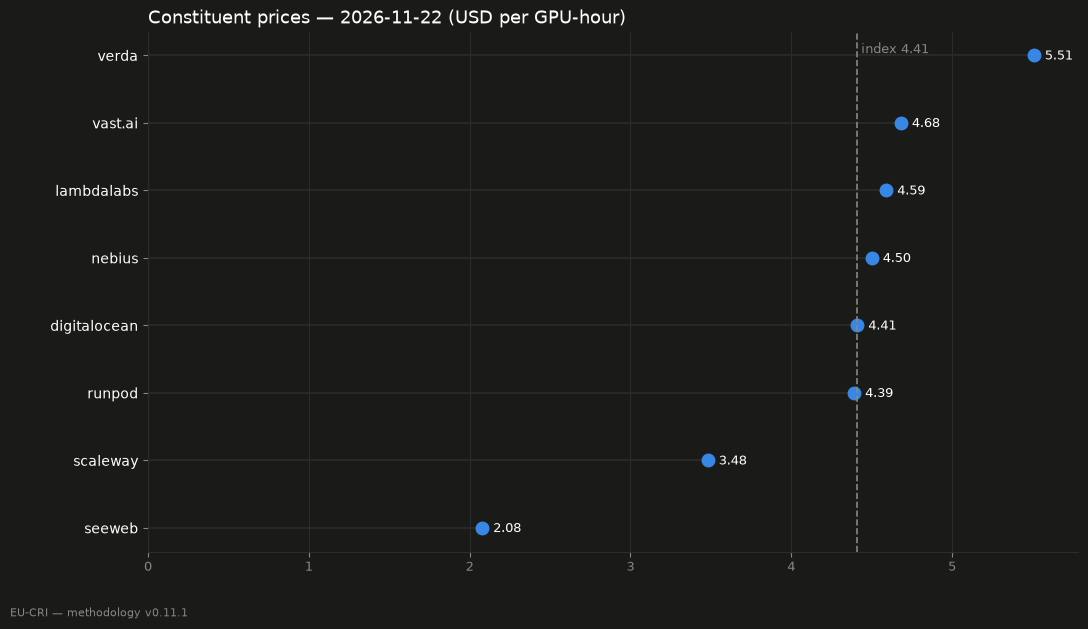 Constituent prices — 2026-11-22 (USD per GPU-hour)
index 4.41
verda 5.51
vast.ai 4.68
lambdalabs 4.59
nebius 4.50
digitalocean 4.41
runpod 4.39
scaleway 3.48
seeweb 2.08
0 1 2 3 4 5
EU-CRI — methodology v0.11.1